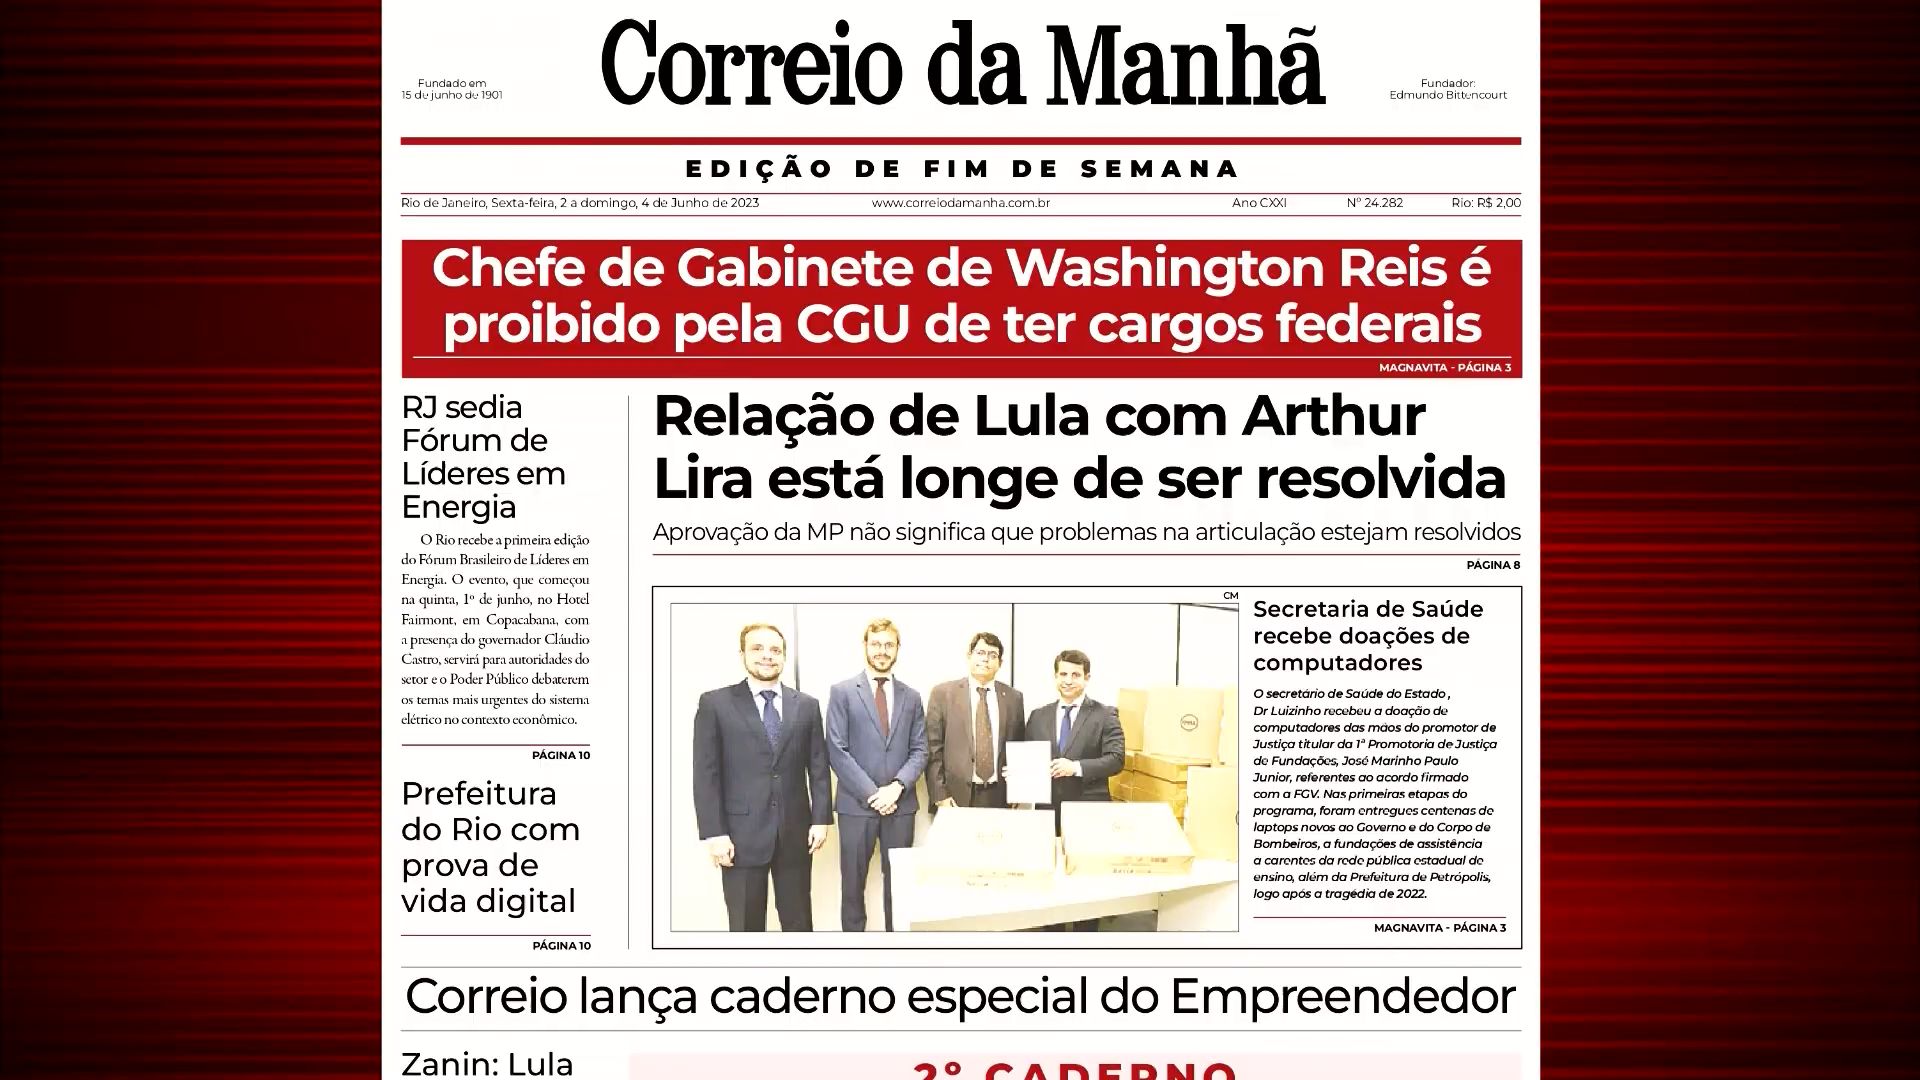 Correio da Manhã
Fundado em
15 de junho de 1901
Fundador:
Edmundo Bittencourt
EDIÇÃO DE FIM DE SEMANA
Rio de Janeiro, Sexta-feira, 2 a domingo, 4 de Junho de 2023
www.correiodamanha.com.br
Ano CXXI
Nº 24.282
Rio: R$ 2,00
Chefe de Gabinete de Washington Reis é
proibido pela CGU de ter cargos federais
MAGNAVITA - PÁGINA 3
RJ sedia
Fórum de
Líderes em
Energia
O Rio recebe a primeira edição
do Fórum Brasileiro de Líderes em
Energia. O evento, que começou
na quinta, 1º de junho, no Hotel
Fairmont, em Copacabana, com
a presença do governador Cláudio
Castro, servirá para autoridades do
setor e o Poder Público debaterem
os temas mais urgentes do sistema
elétrico no contexto econômico.
PÁGINA 10
Prefeitura
do Rio com
prova de
vida digital
PÁGINA 10
Relação de Lula com Arthur
Lira está longe de ser resolvida
Aprovação da MP não significa que problemas na articulação estejam resolvidos
PÁGINA 8
CM
Secretaria de Saúde
recebe doações de
computadores
O secretário de Saúde do Estado ,
Dr Luizinho recebeu a doação de
computadores das mãos do promotor de
Justiça titular da 1ª Promotoria de Justiça
de Fundações, José Marinho Paulo
Junior, referentes ao acordo firmado
com a FGV. Nas primeiras etapas do
programa, foram entregues centenas de
laptops novos ao Governo e do Corpo de
Bombeiros, a fundações de assistência
a carentes da rede pública estadual de
ensino, além da Prefeitura de Petrópolis,
logo após a tragédia de 2022.
MAGNAVITA - PÁGINA 3
Correio lança caderno especial do Empreendedor
Zanin: Lula
2º CADERNO